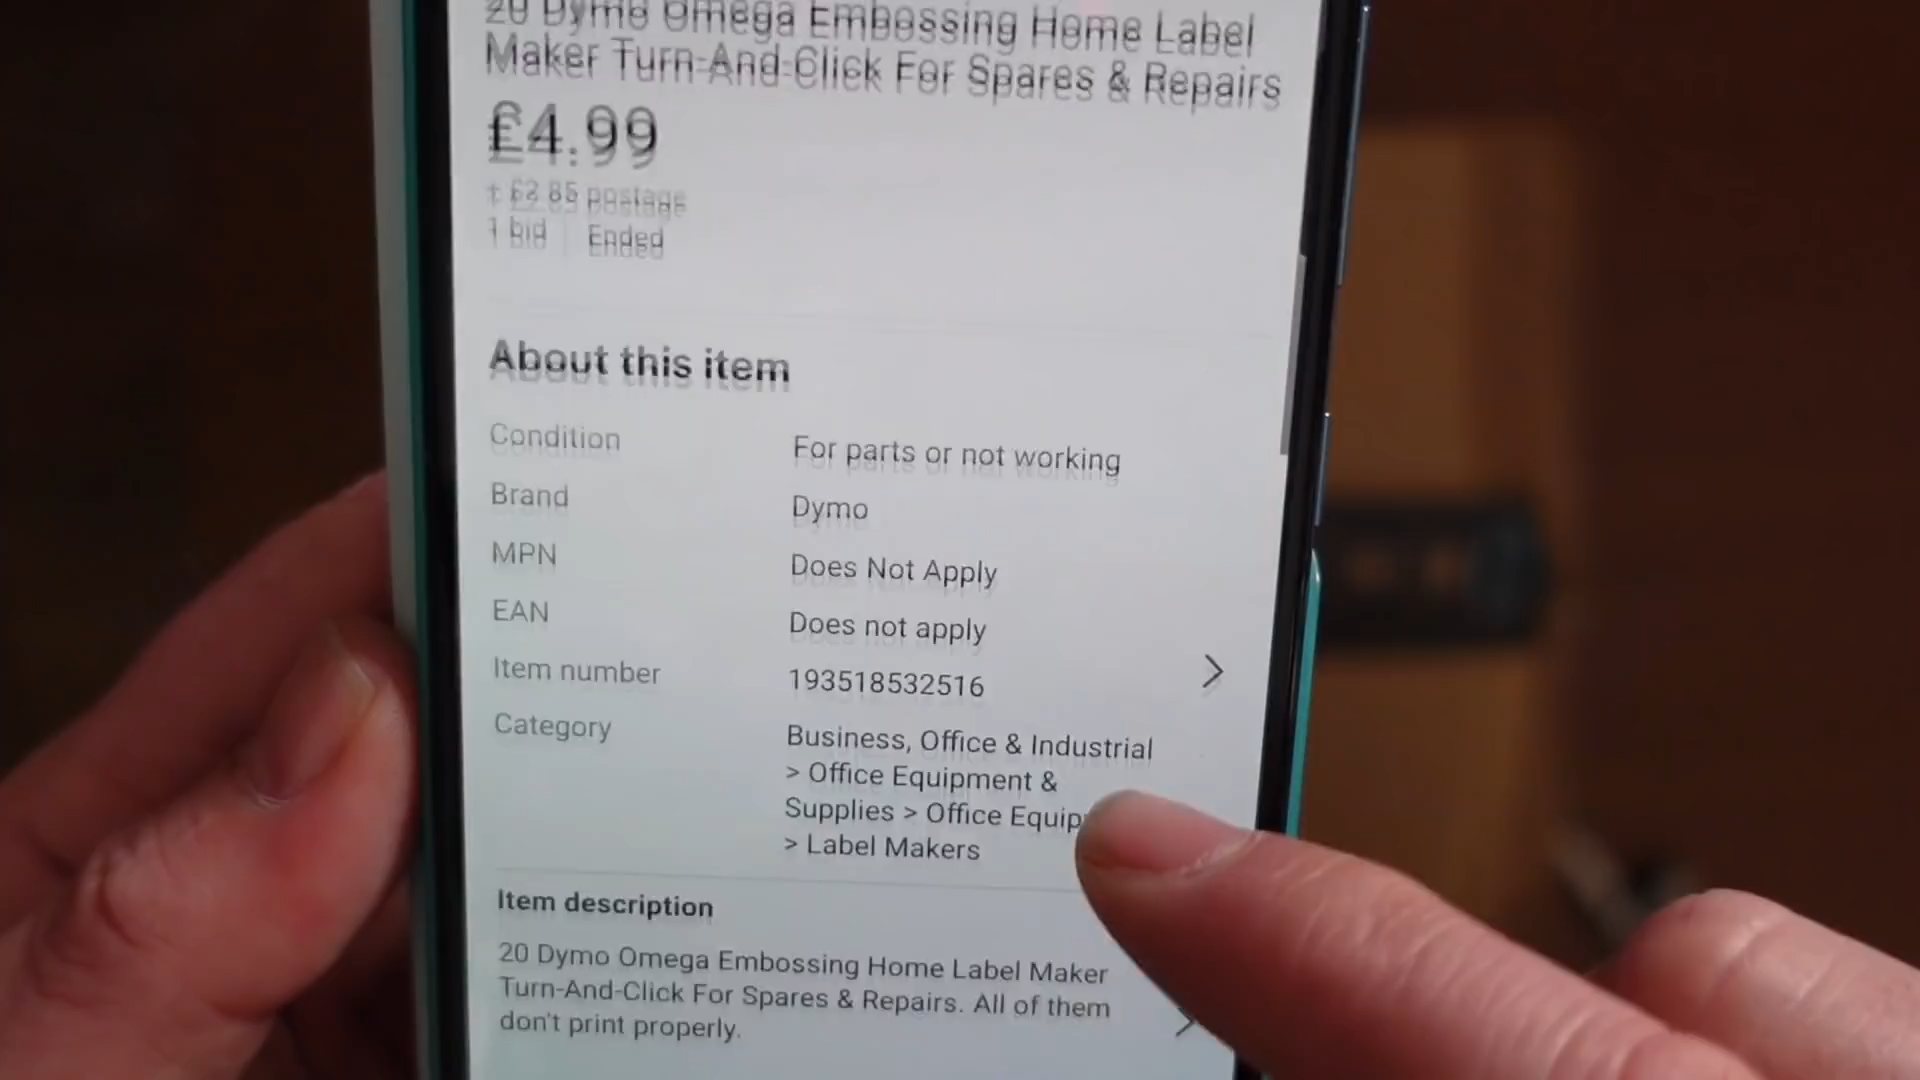 20 Dymo Omega Embossing Home Label
Maker Turn-And-Click For Spares & Repairs
£4.99
+ £2.85 postage
1 bid Ended
About this item
Condition For parts or not working
Brand Dymo
MPN Does Not Apply
EAN Does not apply
Item number 193518532516
Category Business, Office & Industrial
> Office Equipment &
Supplies > Office Equip
> Label Makers
Item description
20 Dymo Omega Embossing Home Label Maker
Turn-And-Click For Spares & Repairs. All of them
don't print properly.